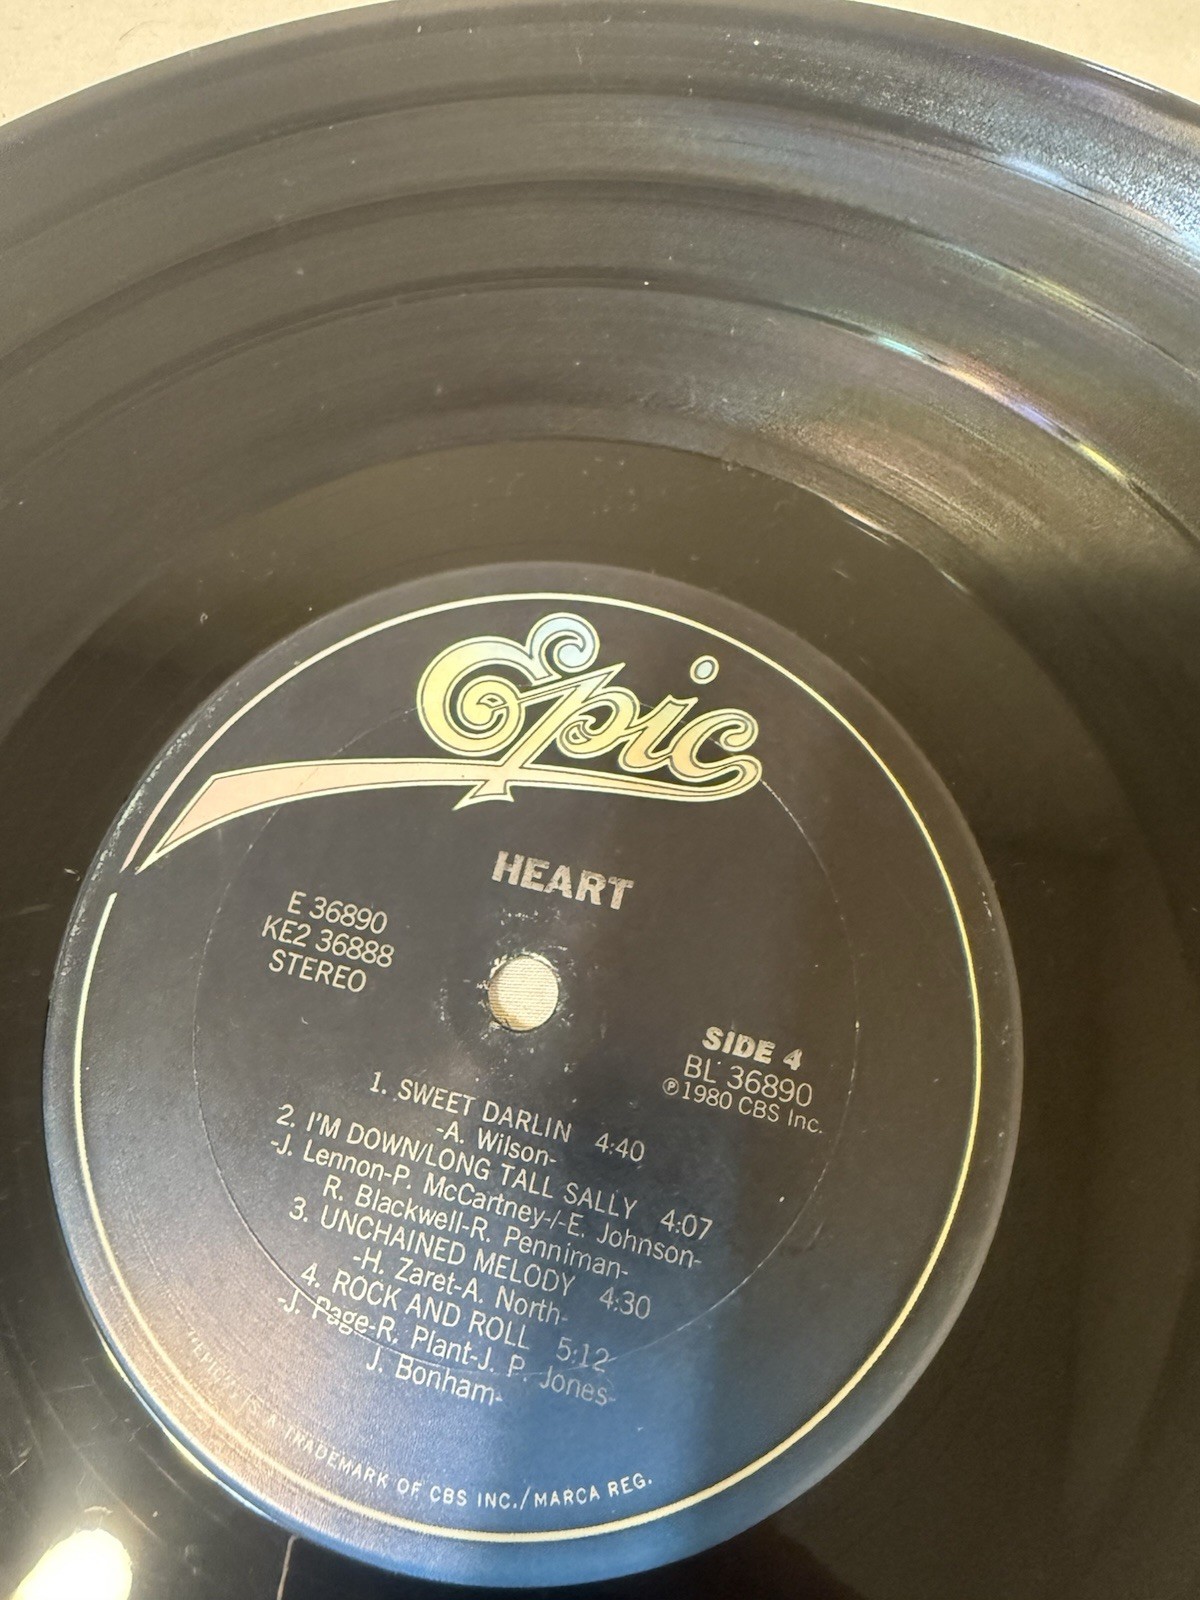 Epic
HEART
E 36890
KE2 36888
STEREO
SIDE 4
BL 36890
℗1980 CBS Inc.
1. SWEET DARLIN 4:40
-A. Wilson-
2. I'M DOWN/LONG TALL SALLY 4:07
-J. Lennon-P. McCartney-/-E. Johnson-
R. Blackwell-R. Penniman-
3. UNCHAINED MELODY 4:30
-H. Zaret-A. North-
4. ROCK AND ROLL 5:12
-J. Page-R. Plant-J. P. Jones-
J. Bonham-
"EPIC" IS A TRADEMARK OF CBS INC./MARCA REG.